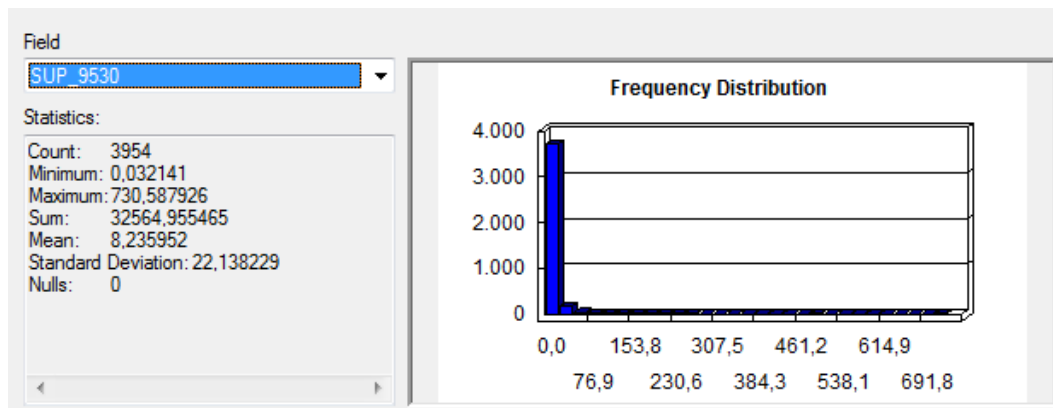 Field
SUP_9530
Statistics:
Count: 3954
Minimum: 0,032141
Maximum: 730,587926
Sum: 32564,955465
Mean: 8,235952
Standard Deviation: 22,138229
Nulls: 0
Frequency Distribution
4.000
3.000
2.000
1.000
0
0,0 153,8 307,5 461,2 614,9
76,9 230,6 384,3 538,1 691,8